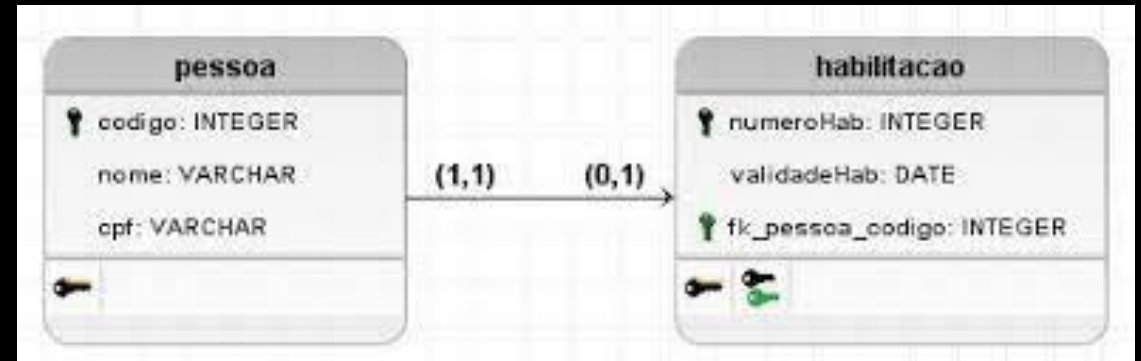 pessoa
codigo: INTEGER
nome: VARCHAR
cpf: VARCHAR
(1,1)
(0,1)
habilitacao
numeroHab: INTEGER
validadeHab: DATE
fk_pessoa_codigo: INTEGER